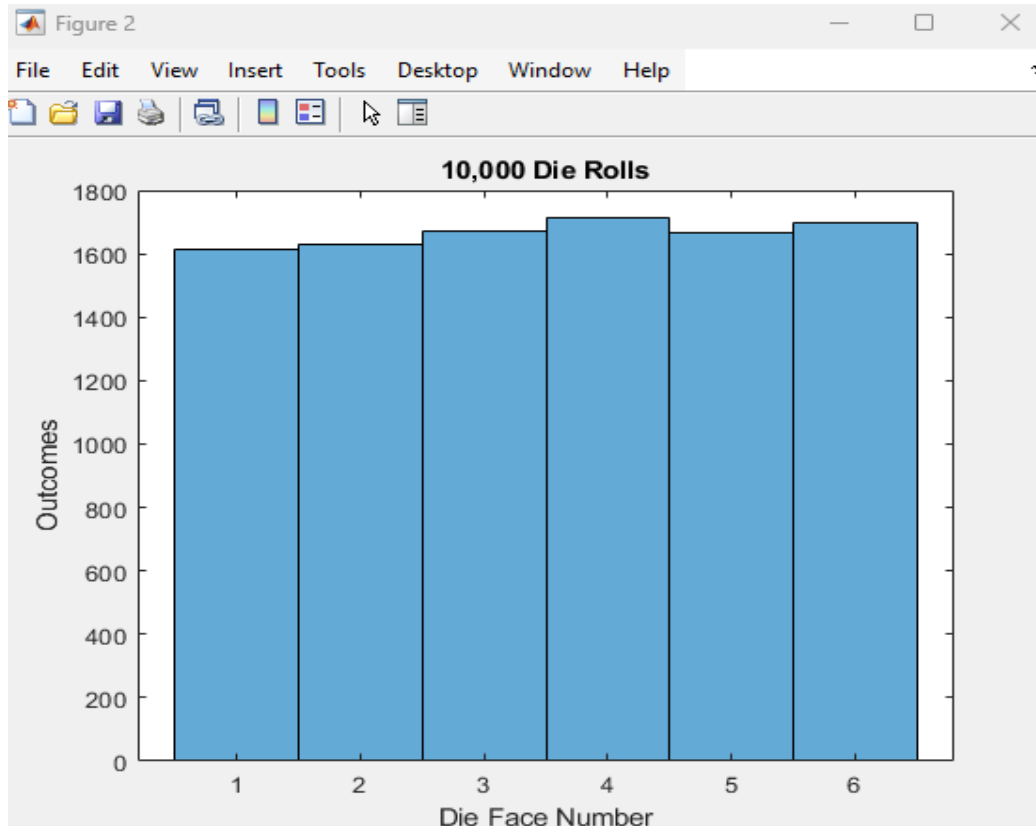 Figure 2
File Edit View Insert Tools Desktop Window Help
10,000 Die Rolls
1800
1600
1400
1200
1000
800
600
400
200
0
Outcomes
1 2 3 4 5 6
Die Face Number